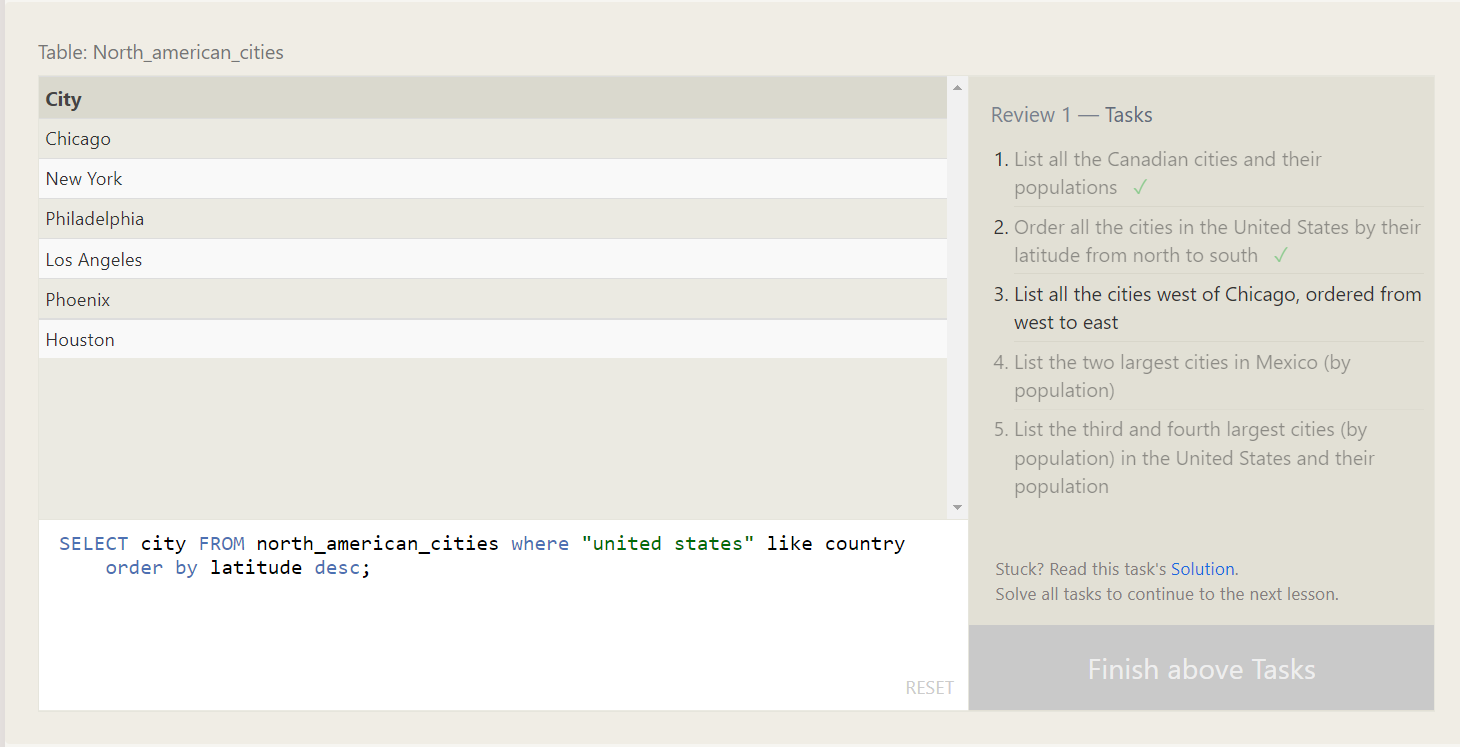 Table: North_american_cities
City
Chicago
New York
Philadelphia
Los Angeles
Phoenix
Houston
SELECT city FROM north_american_cities where "united states" like country
order by latitude desc;
RESET
Review 1 — Tasks
1. List all the Canadian cities and their
populations ✓
2. Order all the cities in the United States by their
latitude from north to south ✓
3. List all the cities west of Chicago, ordered from
west to east
4. List the two largest cities in Mexico (by
population)
5. List the third and fourth largest cities (by
population) in the United States and their
population
Stuck? Read this task's Solution.
Solve all tasks to continue to the next lesson.
Finish above Tasks